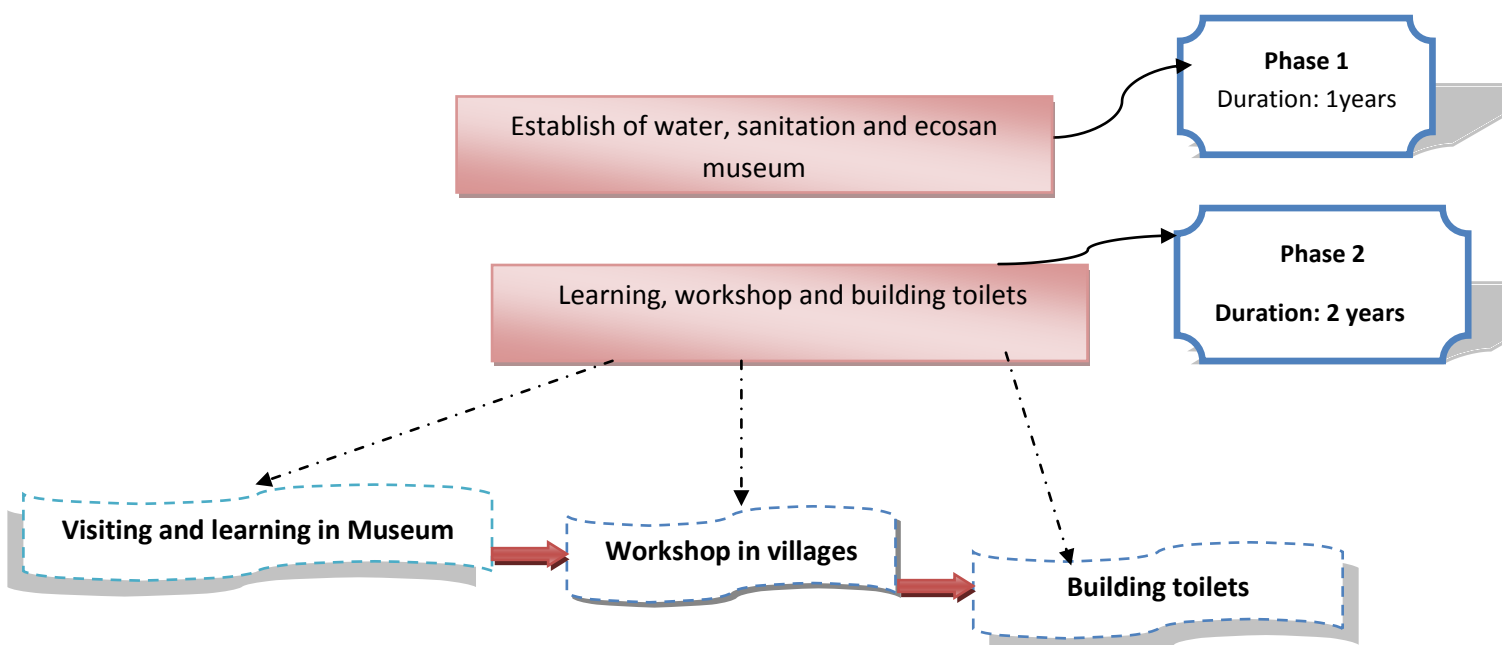 Phase 1
Duration: 1years
Establish of water, sanitation and ecosan
museum
Phase 2
Duration: 2 years
Learning, workshop and building toilets
Visiting and learning in Museum
Workshop in villages
Building toilets